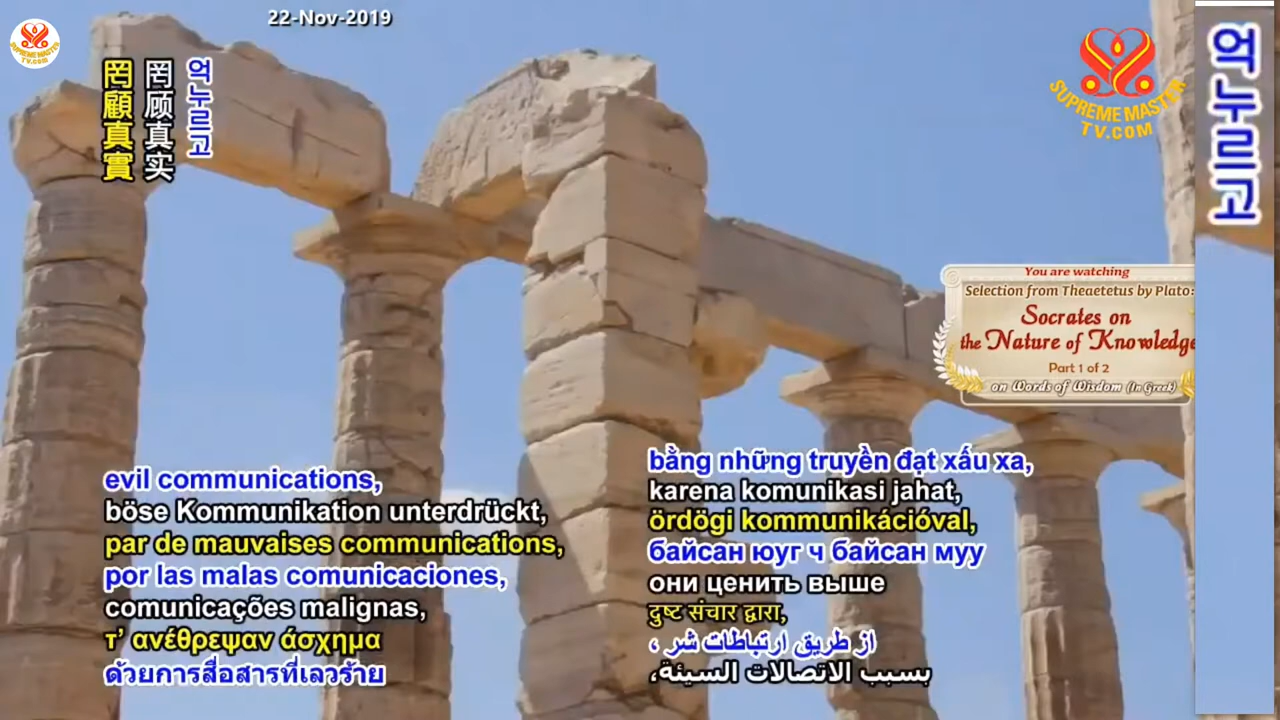 22-Nov-2019
SUPREME MASTER
TV.COM
罔顧真實
罔顾真实
억누르고
SUPREME MASTER
TV.COM
억누르고
You are watching
Selection from Theaetetus by Plato:
Socrates on
the Nature of Knowledge
Part 1 of 2
on Words of Wisdom (In Greek)
evil communications,
böse Kommunikation unterdrückt,
par de mauvaises communications,
por las malas comunicaciones,
comunicações malignas,
τ’ ανέθρεψαν άσχημα
ด้วยการสื่อสารที่เลวร้าย
bằng những truyền đạt xấu xa,
karena komunikasi jahat,
ördögi kommunikációval,
байсан юуг ч байсан муу
они ценить выше
दुष्ट संचार द्वारा,
از طریق ارتباطات شر ،
بسبب الاتصالات السيئة،